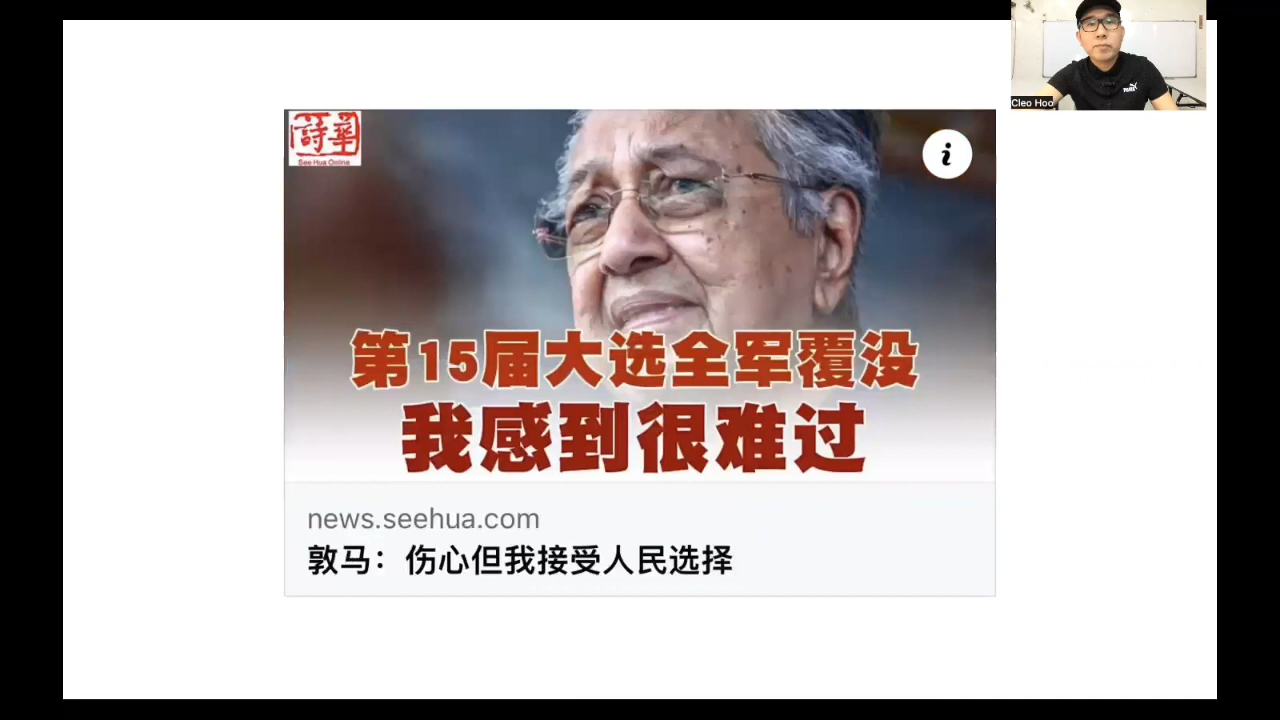 Cleo Hoo
詩華
See Hua Online
i
第15届大选全军覆没
我感到很难过
news.seehua.com
敦马：伤心但我接受人民选择